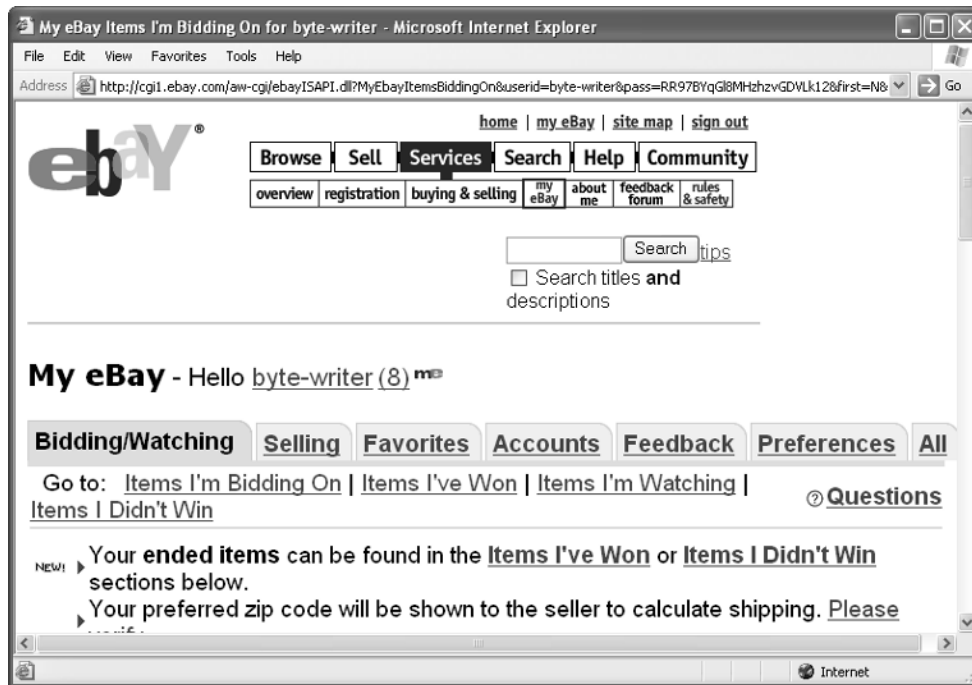 My eBay Items I'm Bidding On for byte-writer - Microsoft Internet Explorer
File Edit View Favorites Tools Help
Address http://cgi1.ebay.com/aw-cgi/ebayISAPI.dll?MyEbayItemsBiddingOn&userid=byte-writer&pass=RR97BYqGl8MHzhzvGDVLk12&first=N& Go
home | my eBay | site map | sign out
ebaY®
Browse Sell Services Search Help Community
overview registration buying & selling my eBay about me feedback forum rules & safety
Search tips
Search titles and
descriptions
My eBay - Hello byte-writer (8) me
Bidding/Watching Selling Favorites Accounts Feedback Preferences All
Go to: Items I'm Bidding On | Items I've Won | Items I'm Watching |
Items I Didn't Win
? Questions
NEW! Your ended items can be found in the Items I've Won or Items I Didn't Win
sections below.
Your preferred zip code will be shown to the seller to calculate shipping. Please
Internet